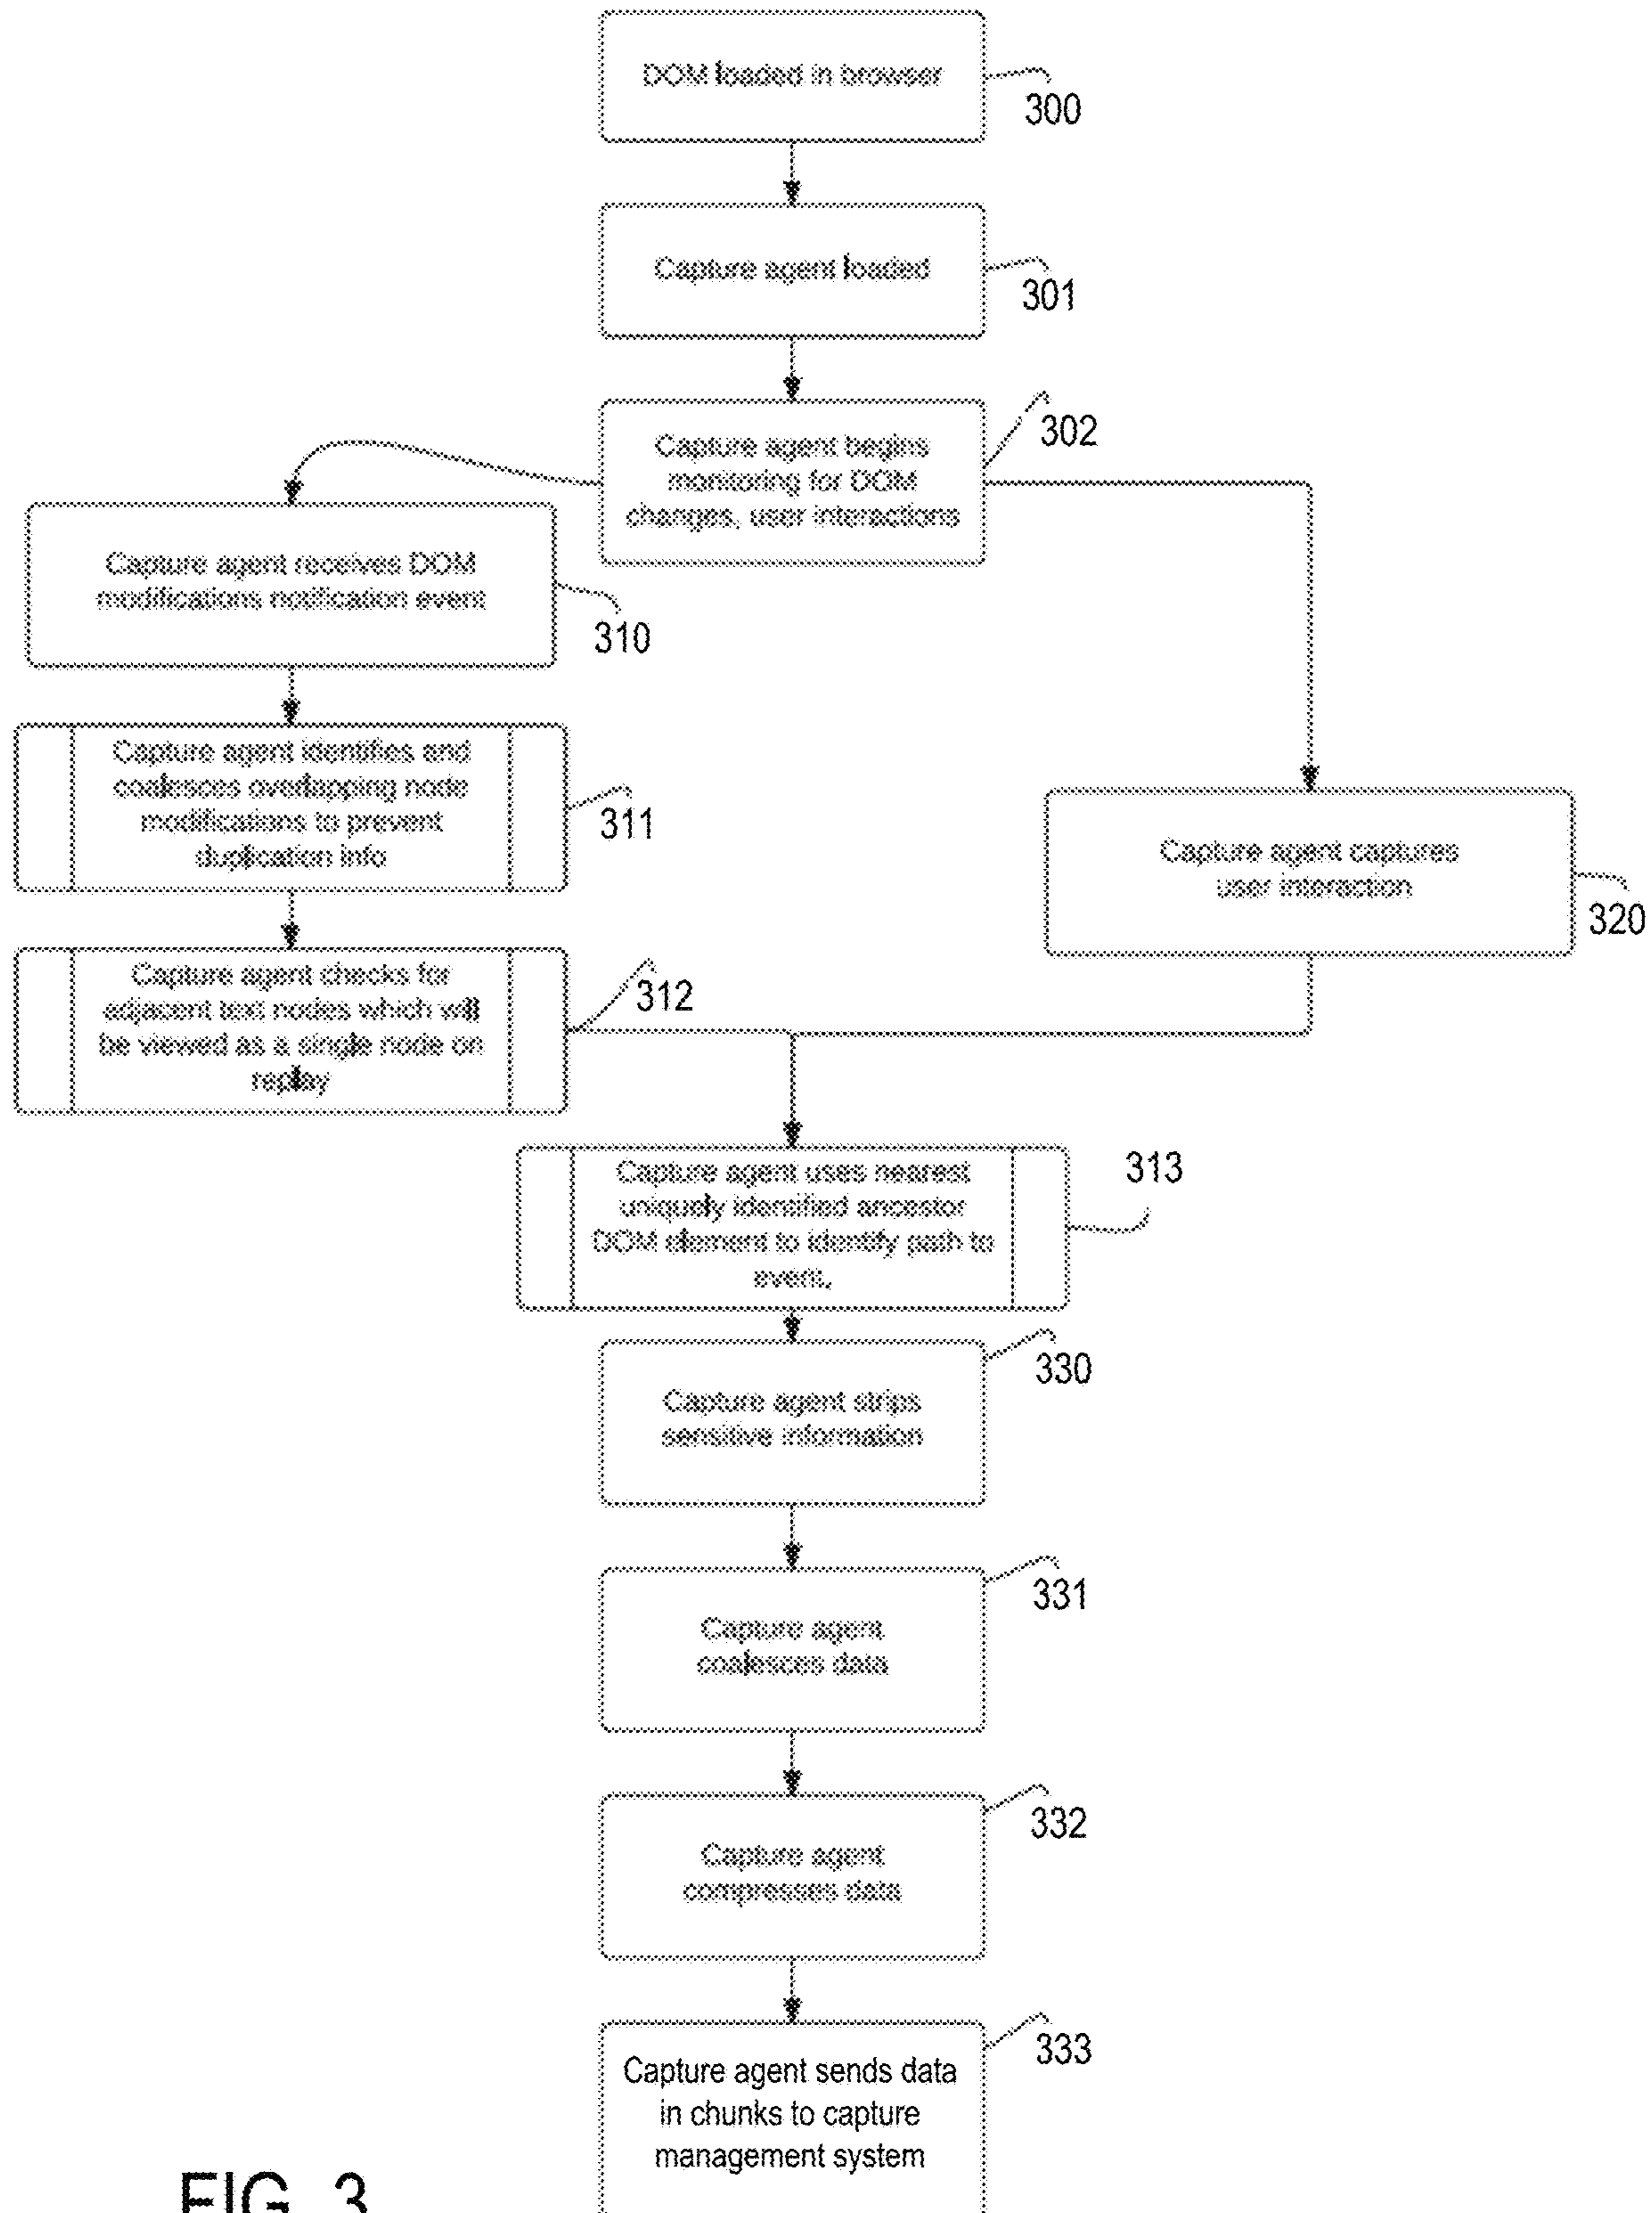 DOM loaded in browser
300
Capture agent loaded
301
Capture agent begins
monitoring for DOM
changes, user interactions
302
Capture agent receives DOM
modifications notification event
310
Capture agent identifies and
coalesces overlapping node
modifications to prevent
duplication info
311
Capture agent captures
user interaction
320
Capture agent checks for
adjacent text nodes which will
be viewed as a single node on
replay
312
Capture agent uses nearest
uniquely identified ancestor
DOM element to identify path to
event,
313
Capture agent strips
sensitive information
330
Capture agent
coalesces data
331
Capture agent
compresses data
332
Capture agent sends data
in chunks to capture
management system
333
FIG. 3